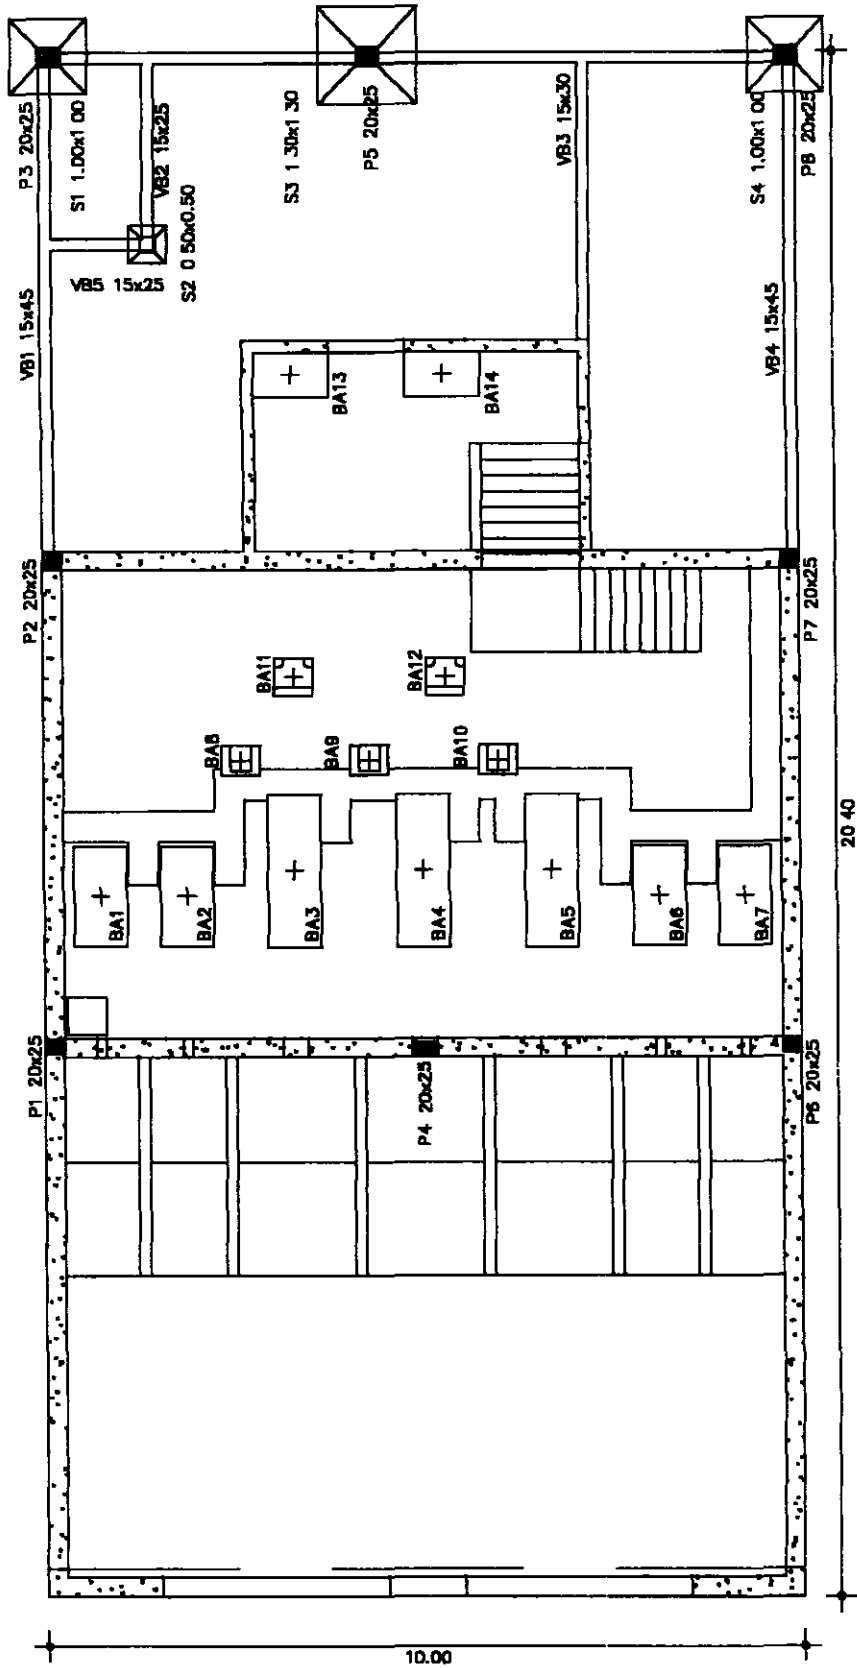 P3 20x25
S1 1.00x1 00
VB2 15x25
S2 0 50x0.50
VB5 15x25
VB1 15x45
S3 1 30x1 30
P5 20x25
VB3 15x30
S4 1.00x1 00
P8 20x25
VB4 15x45
BA13
BA14
P2 20x25
P7 20x25
BA11
BA12
BA8
BA9
BA10
BA1
BA2
BA3
BA4
BA5
BA6
BA7
P1 20x25
P4 20x25
P6 20x25
20 40
10.00